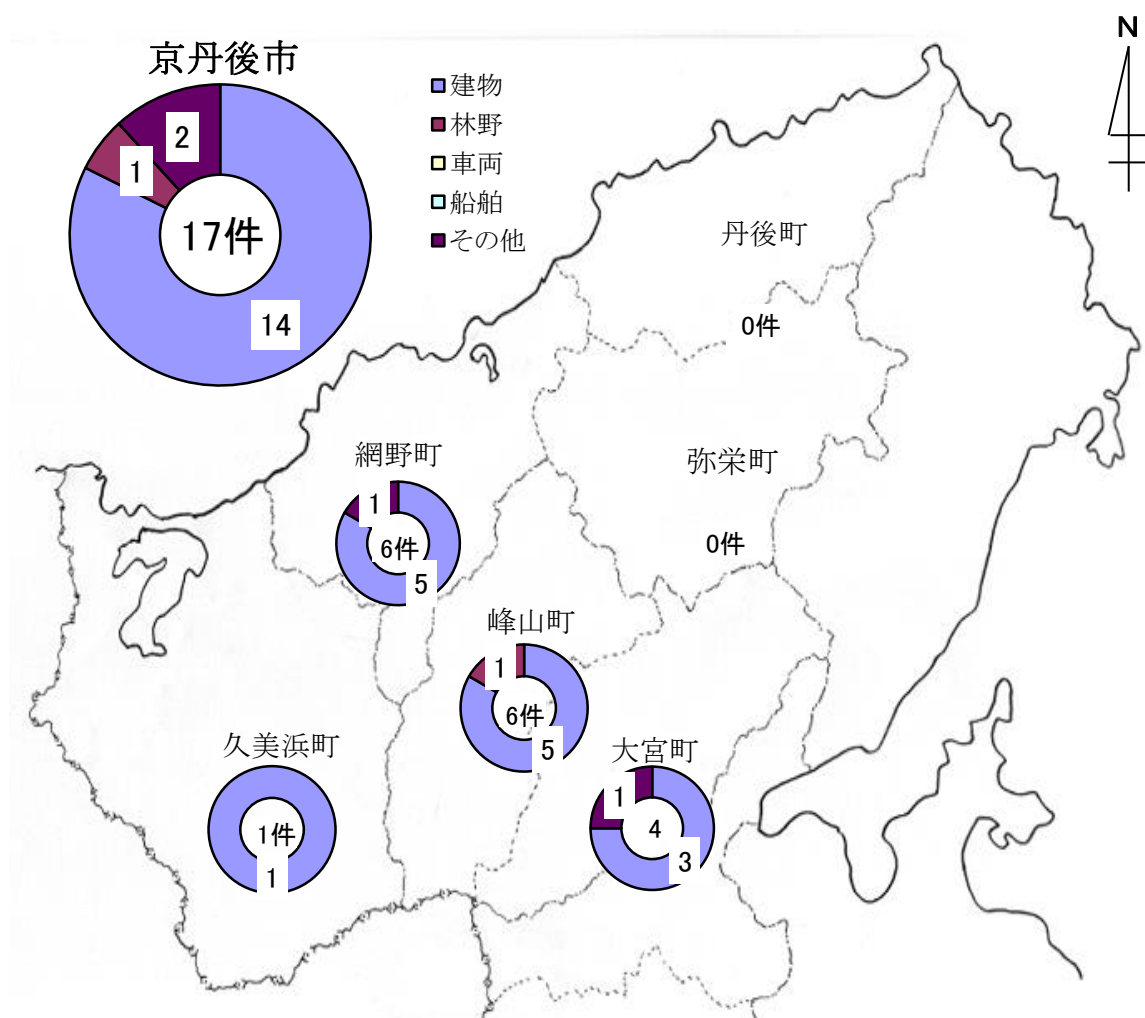 京丹後市
2
1
17件
14
建物
林野
車両
船舶
その他
N
丹後町
0件
弥栄町
0件
網野町
1
6件
5
峰山町
1
6件
5
久美浜町
1件
1
大宮町
1
4
3